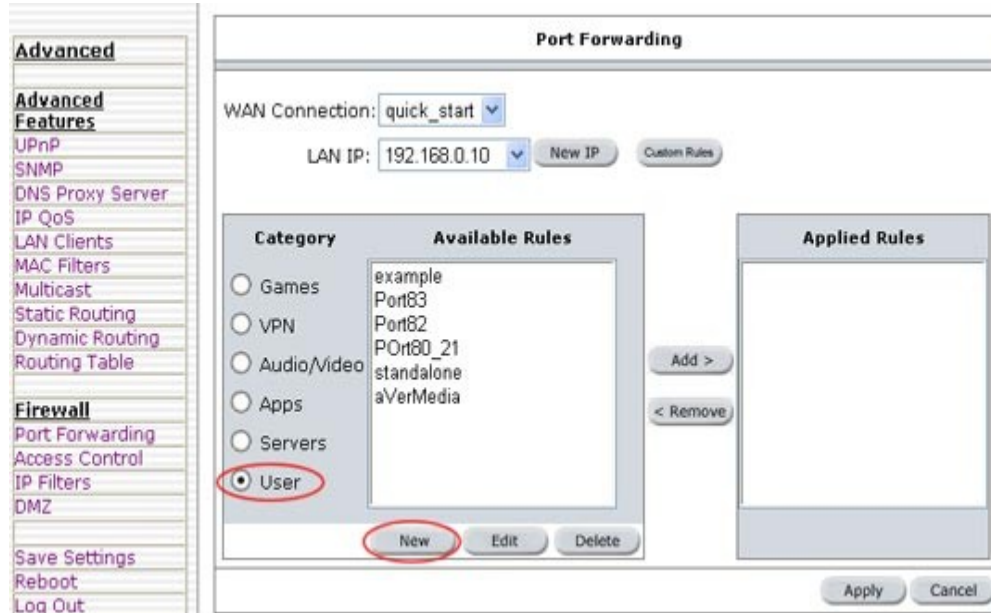 Advanced
Advanced
Features
UPnP
SNMP
DNS Proxy Server
IP QoS
LAN Clients
MAC Filters
Multicast
Static Routing
Dynamic Routing
Routing Table
Firewall
Port Forwarding
Access Control
IP Filters
DMZ
Save Settings
Reboot
Log Out
Port Forwarding
WAN Connection: quick_start
LAN IP: 192.168.0.10 New IP Custom Rules
Category
Games
VPN
Audio/Video
Apps
Servers
User
Available Rules
example
Port83
Port82
POrt80_21
standalone
aVerMedia
New Edit Delete
Add >
< Remove
Applied Rules
Apply Cancel